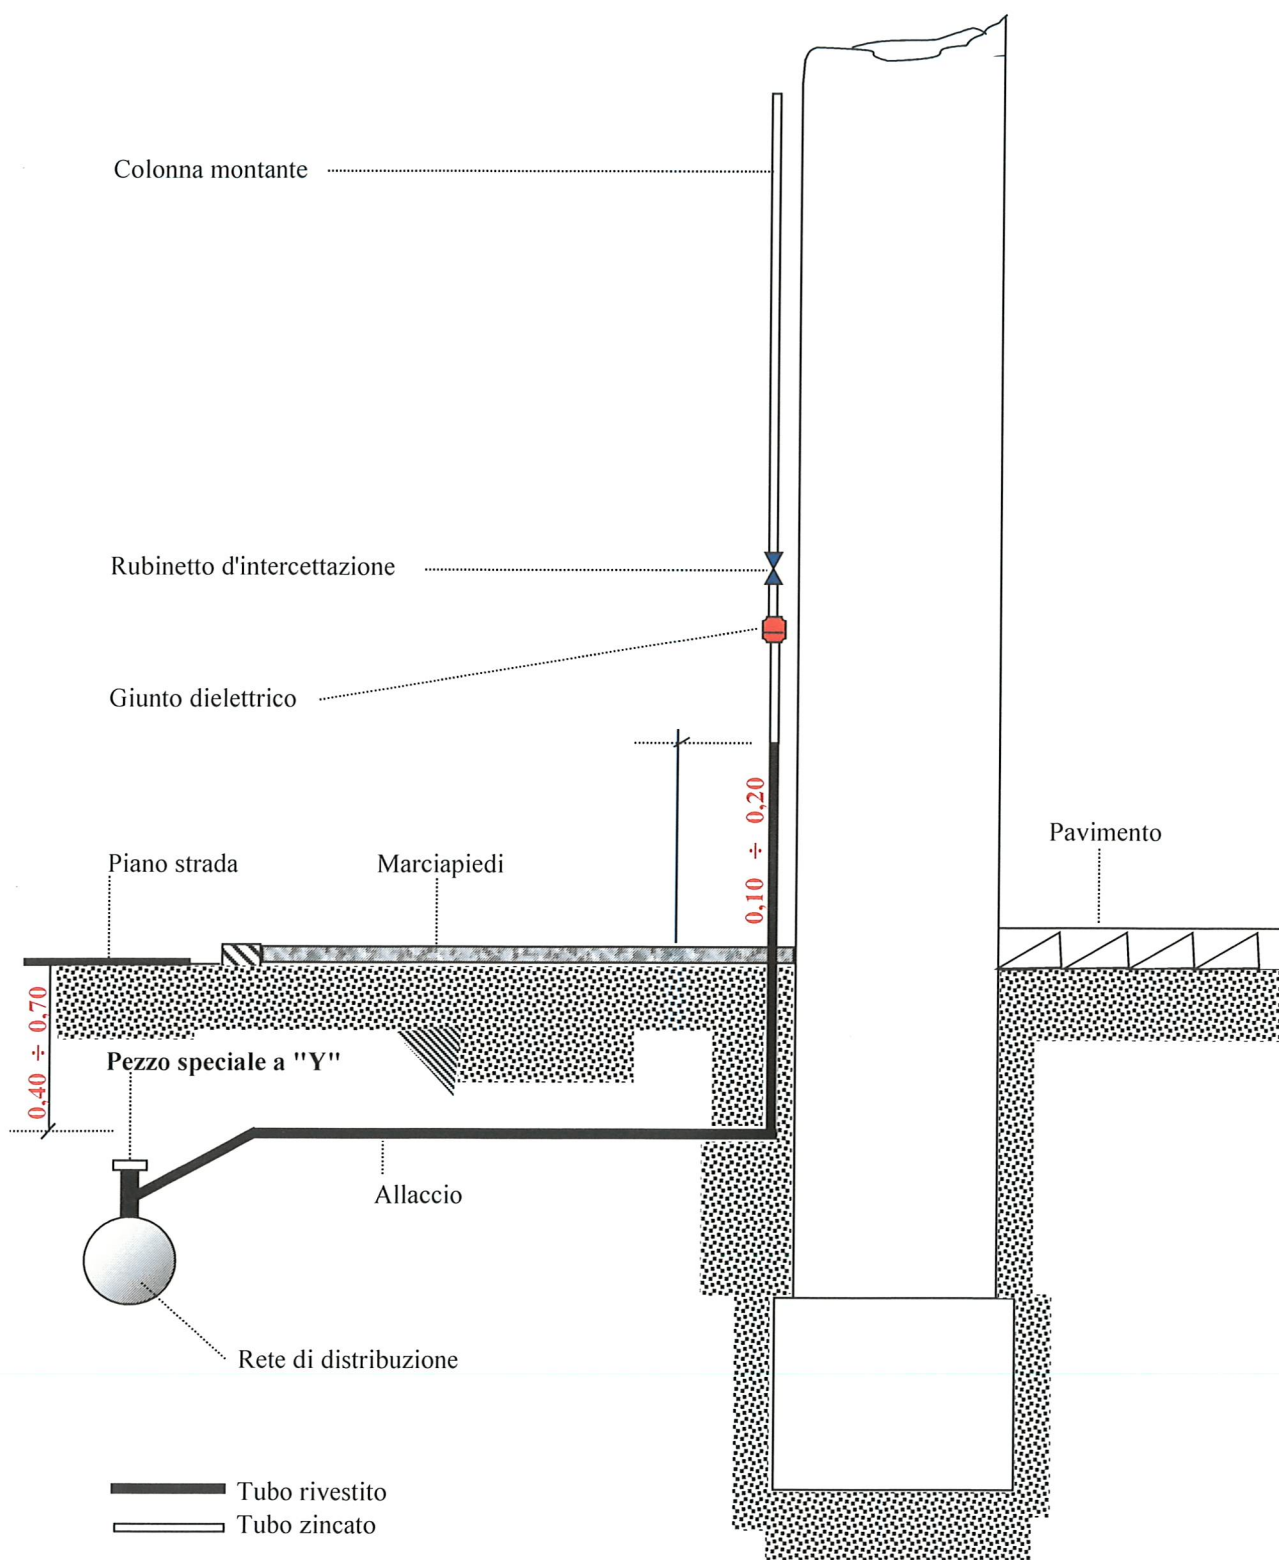 Colonna montante
Rubinetto d'intercettazione
Giunto dielettrico
0,10 ÷ 0,20
Pavimento
Piano strada
Marciapiedi
0,40 ÷ 0,70
Pezzo speciale a "Y"
Allaccio
Rete di distribuzione
Tubo rivestito
Tubo zincato